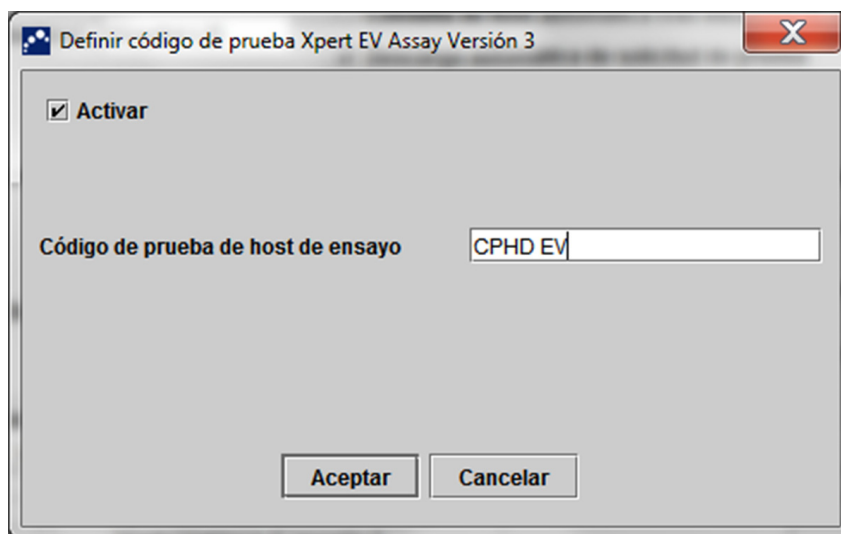 Definir código de prueba Xpert EV Assay Versión 3
Activar
Código de prueba de host de ensayo
CPHD EV
Aceptar
Cancelar